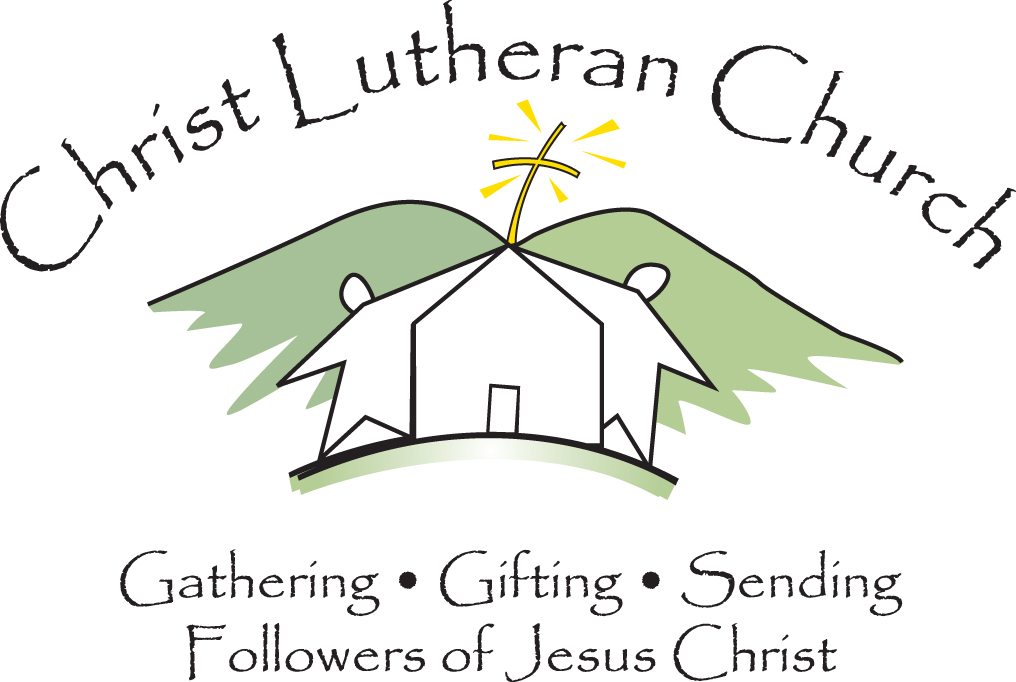 Christ Lutheran Church
Gathering • Gifting • Sending
Followers of Jesus Christ